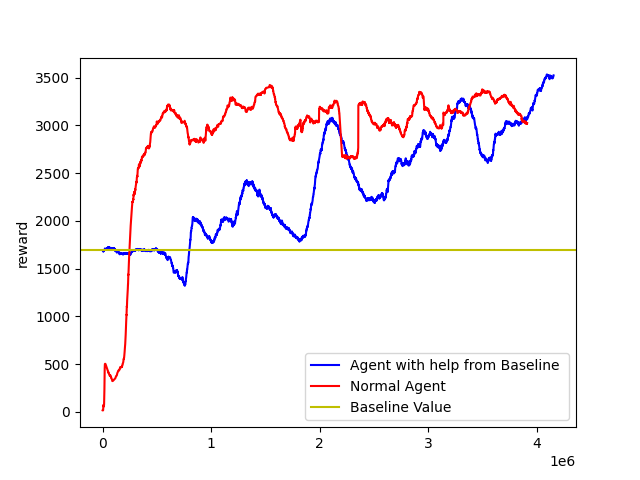 3500
3000
2500
2000
1500
1000
500
0
reward
Agent with help from Baseline
Normal Agent
Baseline Value
0
1
2
3
4
1e6